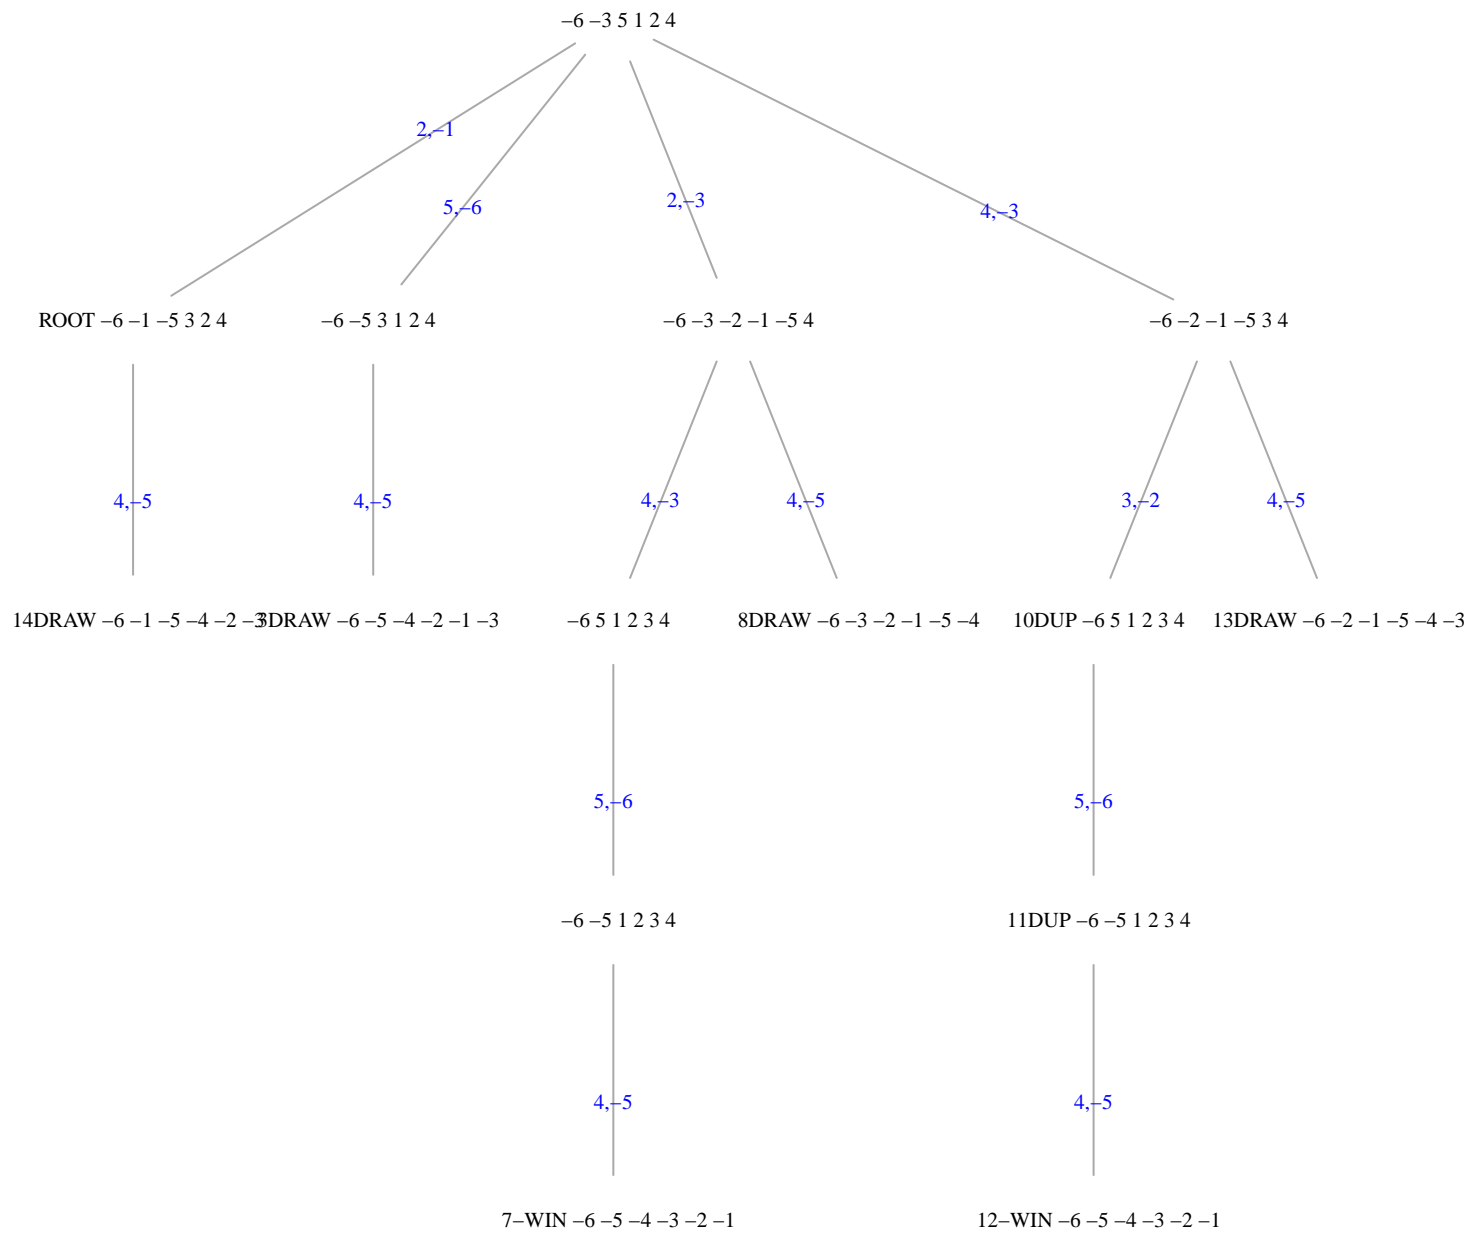 −6 −3 5 1 2 4
2,−1
5,−6
2,−3
4,−3
ROOT −6 −1 −5 3 2 4
−6 −5 3 1 2 4
−6 −3 −2 −1 −5 4
−6 −2 −1 −5 3 4
4,−5
4,−5
4,−3
4,−5
3,−2
4,−5
14DRAW −6 −1 −5 −4 −2 −3
3DRAW −6 −5 −4 −2 −1 −3
−6 5 1 2 3 4
8DRAW −6 −3 −2 −1 −5 −4
10DUP −6 5 1 2 3 4
13DRAW −6 −2 −1 −5 −4 −3
5,−6
5,−6
−6 −5 1 2 3 4
11DUP −6 −5 1 2 3 4
4,−5
4,−5
7−WIN −6 −5 −4 −3 −2 −1
12−WIN −6 −5 −4 −3 −2 −1